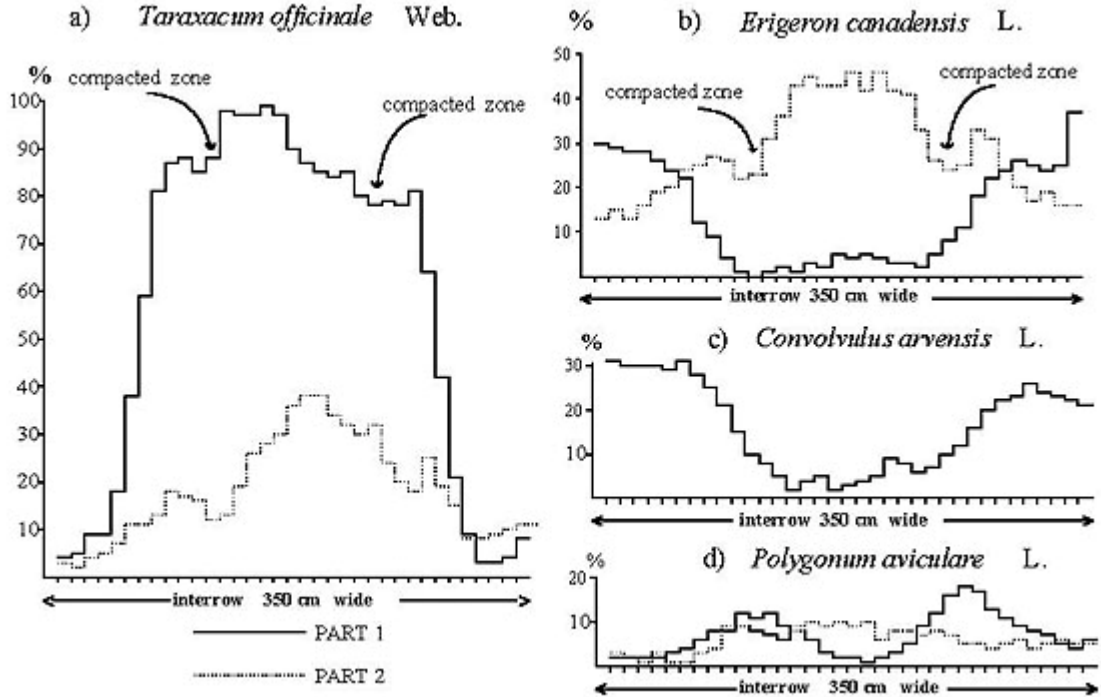 a) Taraxacum officinale Web.
%
compacted zone
compacted zone
100
90
80
70
60
50
40
30
20
10
interrow 350 cm wide
PART 1
PART 2
b) Erigeron canadensis L.
%
50
40
30
20
10
compacted zone
compacted zone
interrow 350 cm wide
c) Convolvulus arvensis L.
%
30
20
10
interrow 350 cm wide
d) Polygonum aviculare L.
%
20
10
interrow 350 cm wide